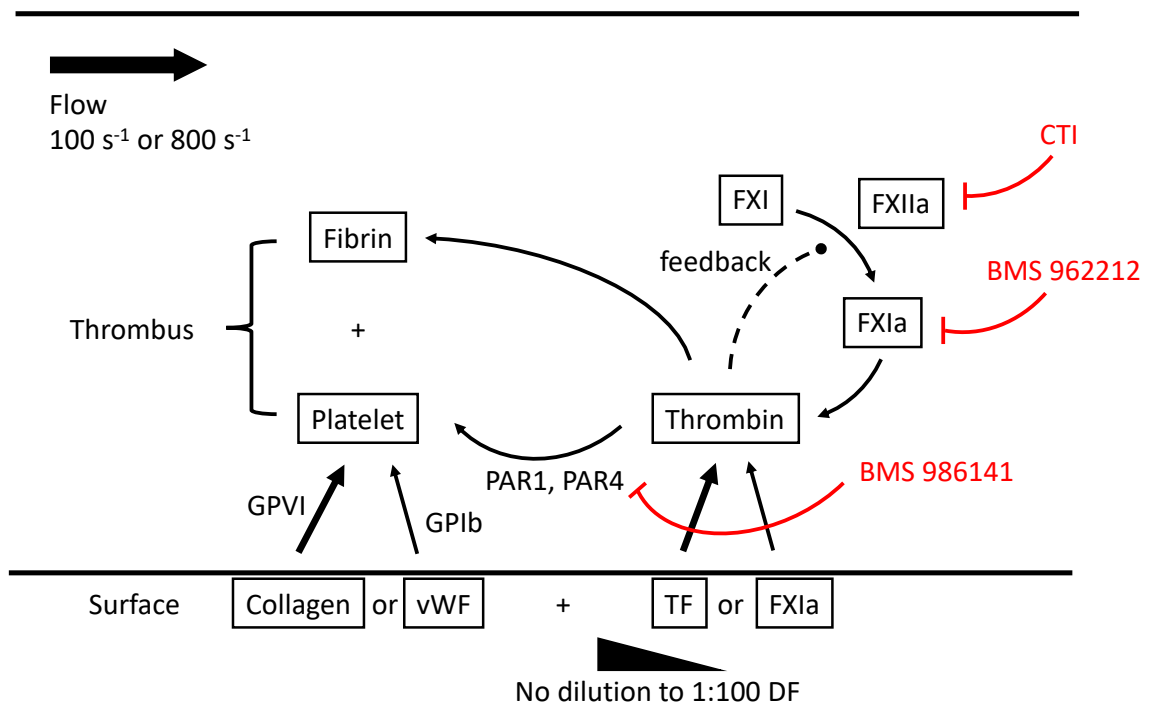 Flow
100 s-1 or 800 s-1
CTI
FXI
FXIIa
Fibrin
feedback
BMS 962212
FXIa
Thrombus
+
Platelet
Thrombin
PAR1, PAR4
BMS 986141
GPVI
GPIb
Surface Collagen or vWF + TF or FXIa
No dilution to 1:100 DF